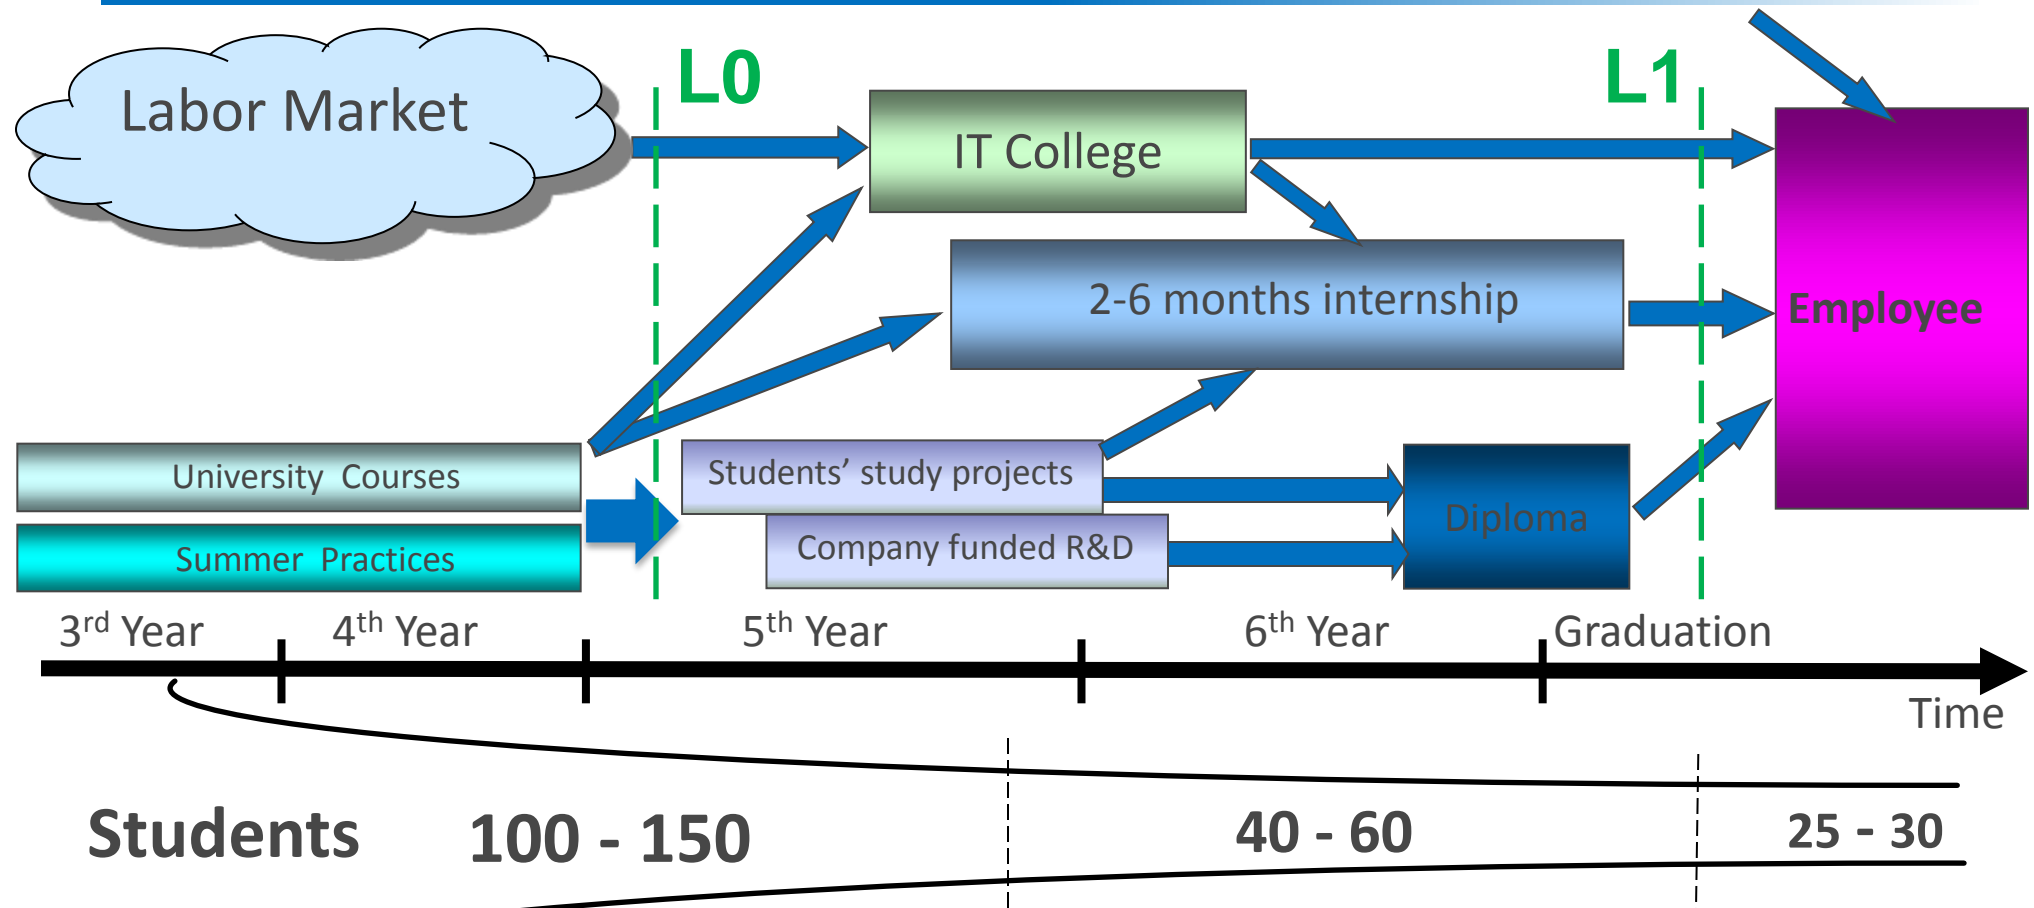 Labor Market
L0
L1
IT College
2-6 months internship
Employee
University Courses
Students’ study projects
Diploma
Summer Practices
Company funded R&D
3rd Year
4th Year
5th Year
6th Year
Graduation
Time
Students
100 - 150
40 - 60
25 - 30